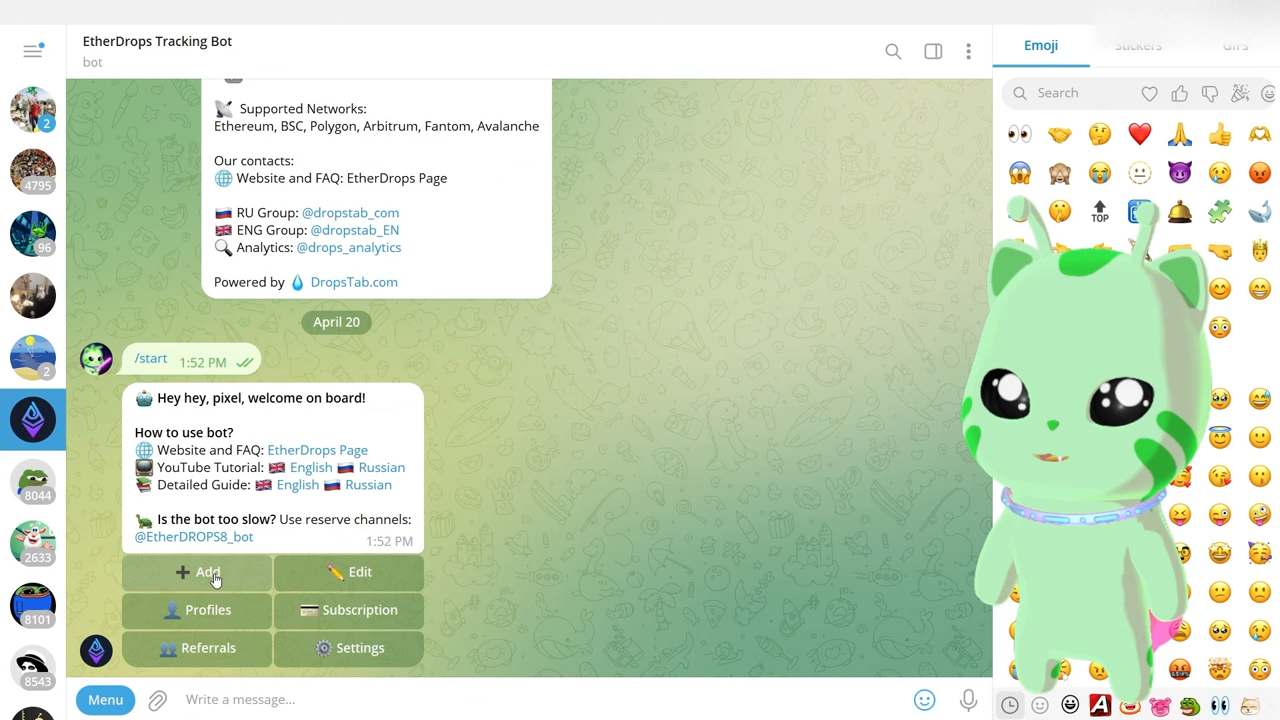 EtherDrops Tracking Bot
bot
Emoji
Stickers
GIFs
Search
Supported Networks:
Ethereum, BSC, Polygon, Arbitrum, Fantom, Avalanche
Our contacts:
Website and FAQ: EtherDrops Page
RU Group: @dropstab_com
ENG Group: @dropstab_EN
Analytics: @drops_analytics
Powered by 💧 DropsTab.com
April 20
/start 1:52 PM
Hey hey, pixel, welcome on board!
How to use bot?
Website and FAQ: EtherDrops Page
YouTube Tutorial: 🇬🇧 English 🇷🇺 Russian
Detailed Guide: 🇬🇧 English 🇷🇺 Russian
Is the bot too slow? Use reserve channels:
@EtherDROPS8_bot
1:52 PM
Add
Edit
Profiles
Subscription
Referrals
Settings
Menu
Write a message...
2
4795
96
2
8044
2633
8101
8543
TOP
A